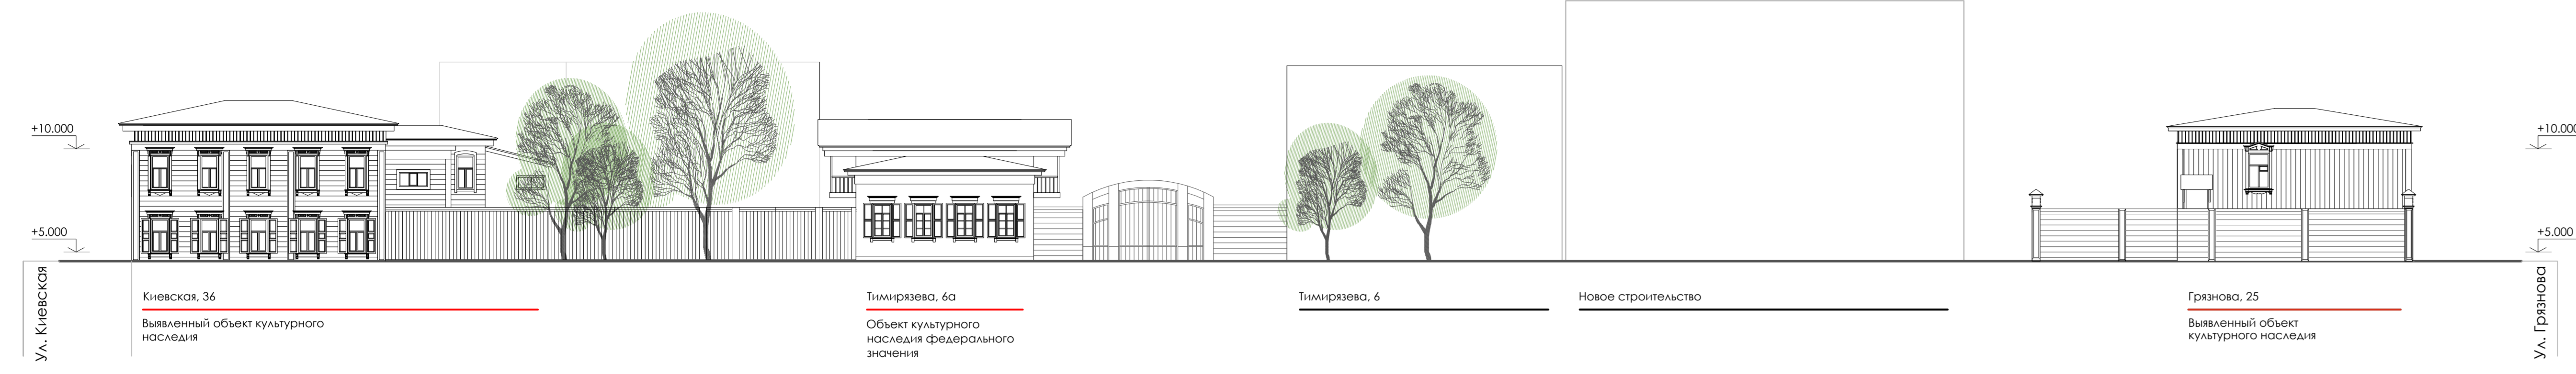 +10.000
+5.000
Ул. Киевская
Киевская, 36
Выявленный объект культурного
наследия
Тимирязева, 6а
Объект культурного
наследия федерального
значения
Тимирязева, 6
Новое строительство
Грязнова, 25
Выявленный объект
культурного наследия
+10.000
+5.000
Ул. Грязнова